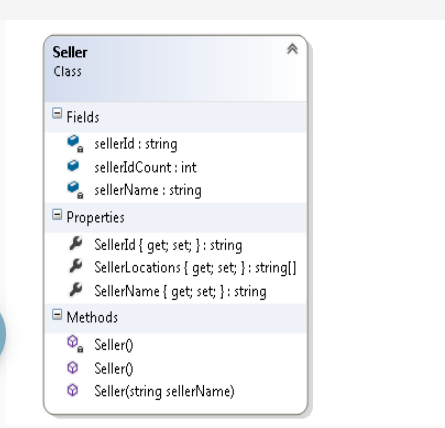 Seller
Class
Fields
sellerId : string
sellerIdCount : int
sellerName : string
Properties
SellerId { get; set; } : string
SellerLocations { get; set; } : string[]
SellerName { get; set; } : string
Methods
Seller()
Seller()
Seller(string sellerName)